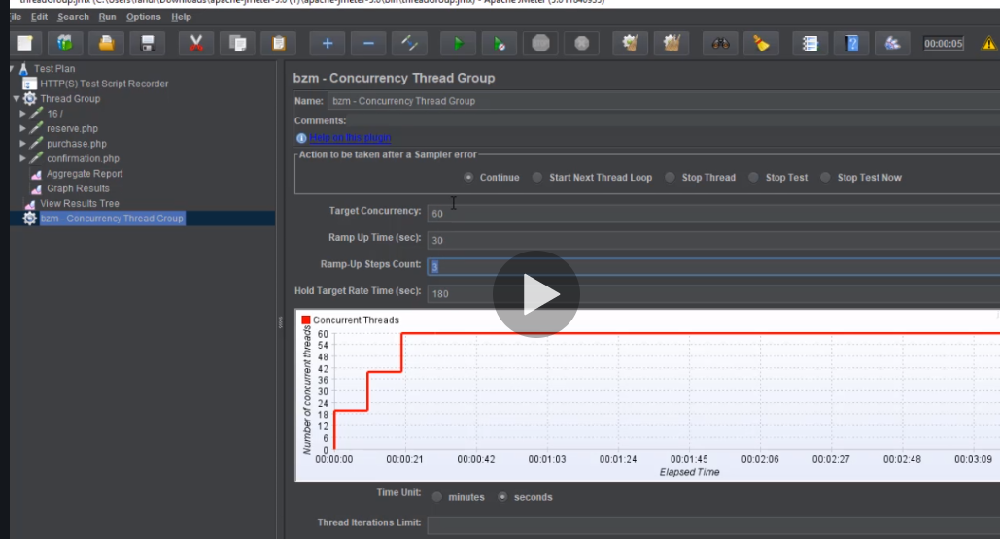 threadGroup.jmx (C:\Users\
\Downloads\apache-jmeter-5.0 (1)\apache-jmeter-5.0\bin\threadGroup.jmx) - Apache JMeter (5.0 r1840935)
File Edit Search Run Options Help
00:00:05
Test Plan
HTTP(S) Test Script Recorder
Thread Group
16 /
reserve.php
purchase.php
confirmation.php
Aggregate Report
Graph Results
View Results Tree
bzm - Concurrency Thread Group
bzm - Concurrency Thread Group
Name: bzm - Concurrency Thread Group
Comments:
Help on this plugin
Action to be taken after a Sampler error
Continue Start Next Thread Loop Stop Thread Stop Test Stop Test Now
Target Concurrency: 60
Ramp Up Time (sec): 30
Ramp-Up Steps Count: 3
Hold Target Rate Time (sec): 180
Concurrent Threads
Number of concurrent threads
60
54
48
42
36
30
24
18
12
6
0
00:00:00 00:00:21 00:00:42 00:01:03 00:01:24 00:01:45 00:02:06 00:02:27 00:02:48 00:03:09
Elapsed Time
Time Unit: minutes seconds
Thread Iterations Limit: